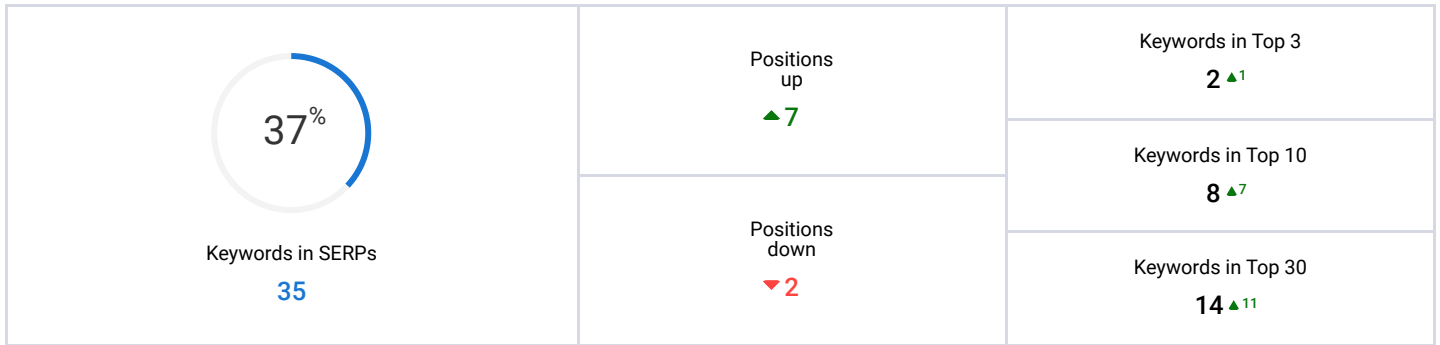 37%
Keywords in SERPs
35
Positions
up
▲7
Positions
down
▼2
Keywords in Top 3
2 ▲1
Keywords in Top 10
8 ▲7
Keywords in Top 30
14 ▲11